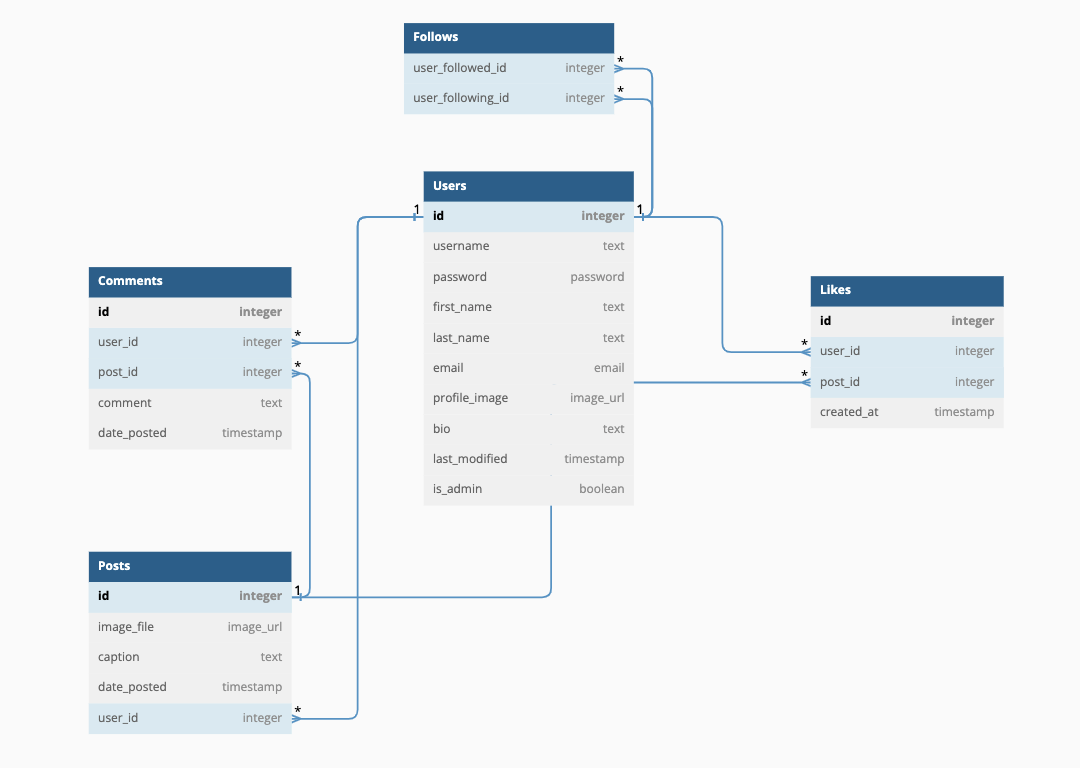 Follows
user_followed_id integer *
user_following_id integer *
Users
1 id integer 1
username text
password password
first_name text
last_name text
email email
profile_image image_url
bio text
last_modified timestamp
is_admin boolean
Comments
id integer
user_id integer *
post_id integer *
comment text
date_posted timestamp
Likes
id integer
* user_id integer
* post_id integer
created_at timestamp
Posts
id integer 1
image_file image_url
caption text
date_posted timestamp
user_id integer *